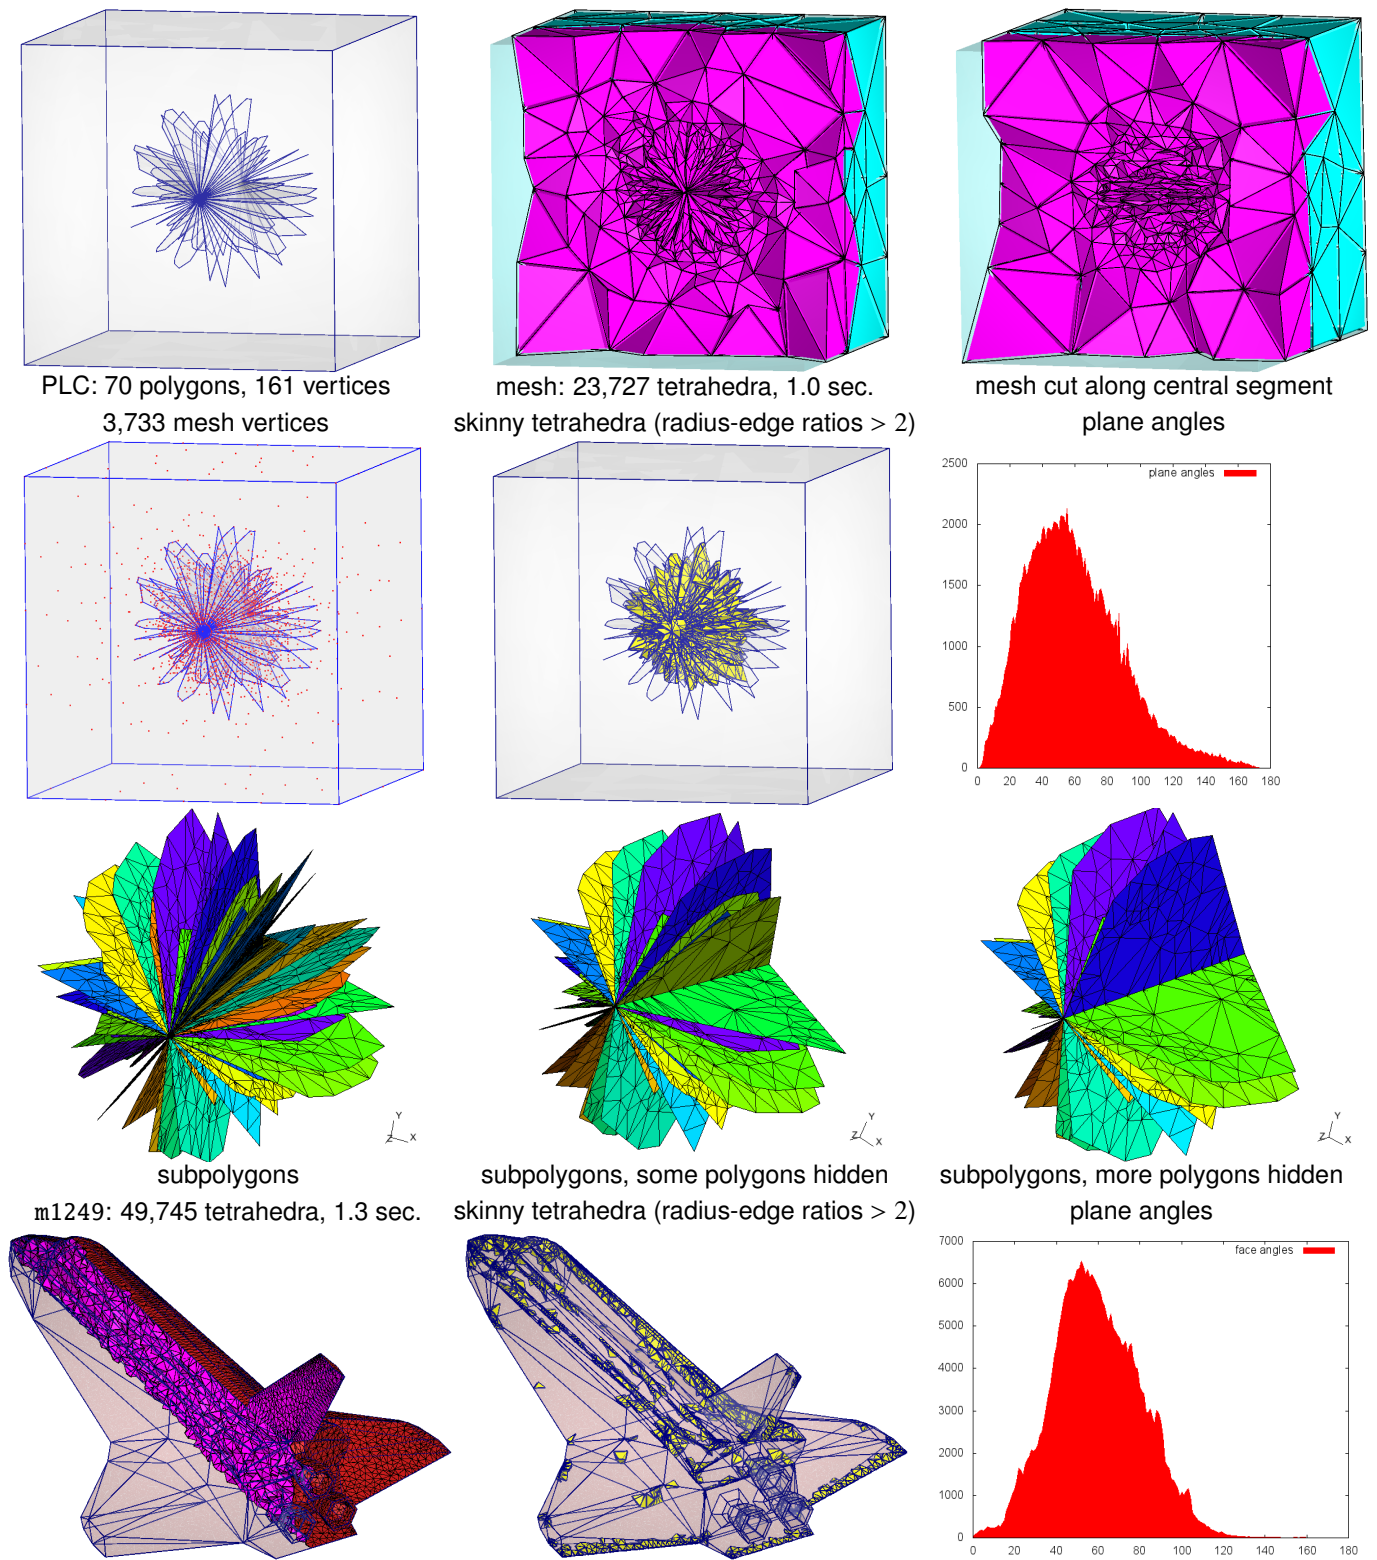 PLC: 70 polygons, 161 vertices
mesh: 23,727 tetrahedra, 1.0 sec.
mesh cut along central segment
3,733 mesh vertices
skinny tetrahedra (radius-edge ratios > 2)
plane angles
2500
2000
1500
1000
500
0
plane angles
0 20 40 60 80 100 120 140 160 180
Y
Z X
Y
Z X
Y
Z X
subpolygons
subpolygons, some polygons hidden
subpolygons, more polygons hidden
m1249: 49,745 tetrahedra, 1.3 sec.
skinny tetrahedra (radius-edge ratios > 2)
plane angles
7000
6000
5000
4000
3000
2000
1000
0
face angles
0 20 40 60 80 100 120 140 160 180